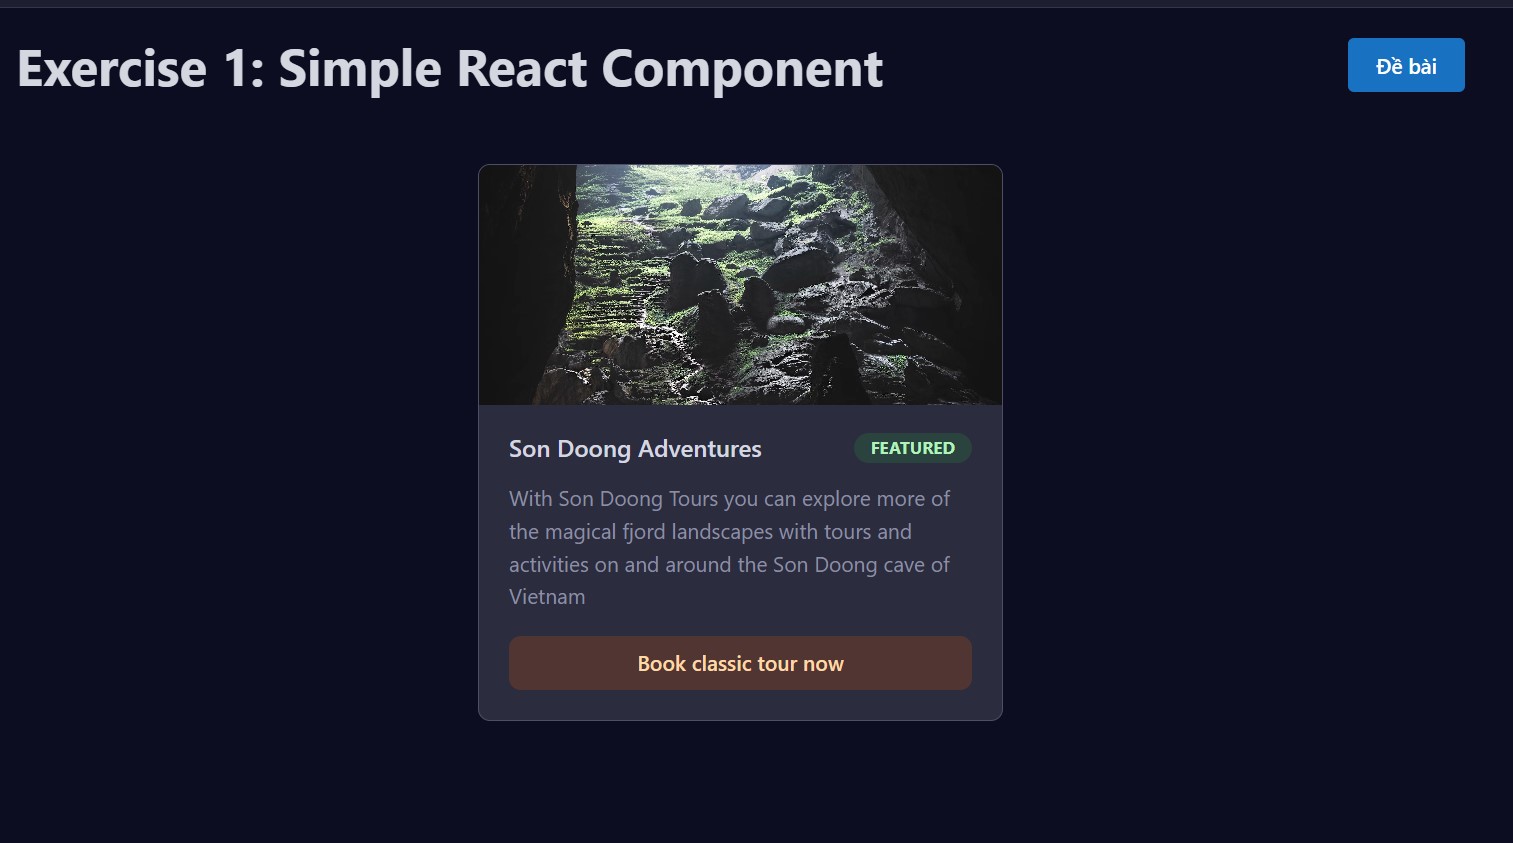 Exercise 1: Simple React Component
Đề bài
Son Doong Adventures
FEATURED
With Son Doong Tours you can explore more of
the magical fjord landscapes with tours and
activities on and around the Son Doong cave of
Vietnam
Book classic tour now